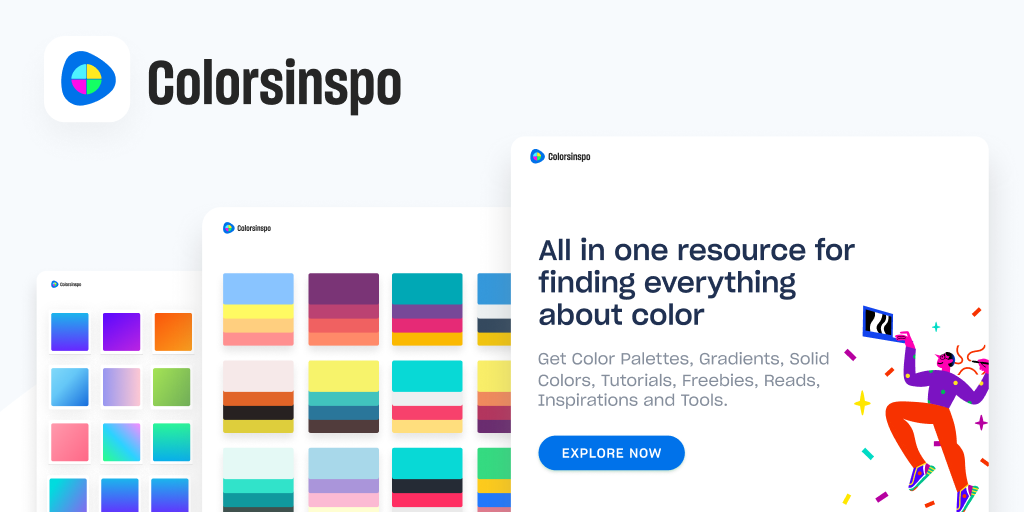 Colorsinspo
Colorsinspo
Colorsinspo
Colorsinspo
All in one resource for
finding everything
about color
Get Color Palettes, Gradients, Solid
Colors, Tutorials, Freebies, Reads,
Inspirations and Tools.
EXPLORE NOW